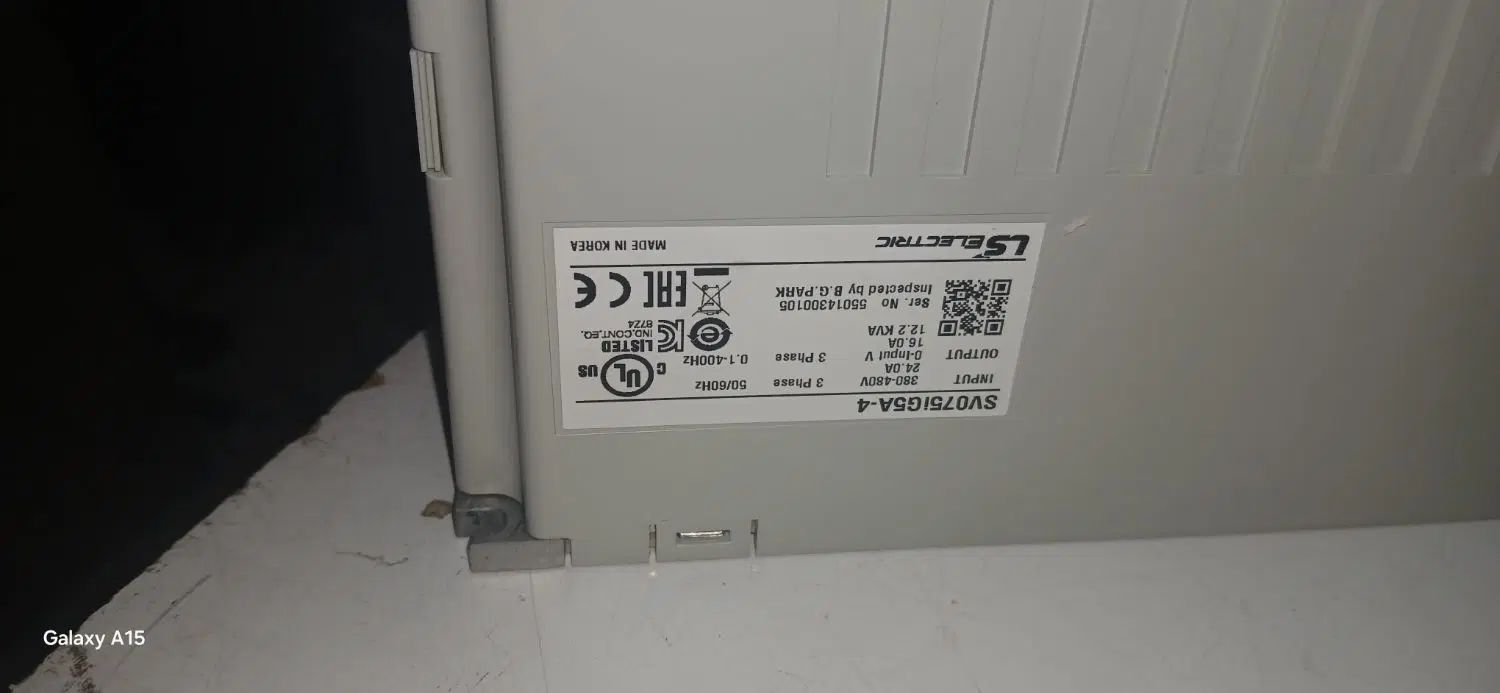 SV075iG5A-4
INPUT 380-480V 3 Phase 50/60Hz
24.0A
OUTPUT 0-Input V 3 Phase 0.1-400Hz
16.0A
12.2 KVA
Ser. No 55014300105
Inspected by B.G.PARK
C UL US
LISTED
IND.CONT.EQ.
8724
EAC CE
LS ELECTRIC MADE IN KOREA
Galaxy A15